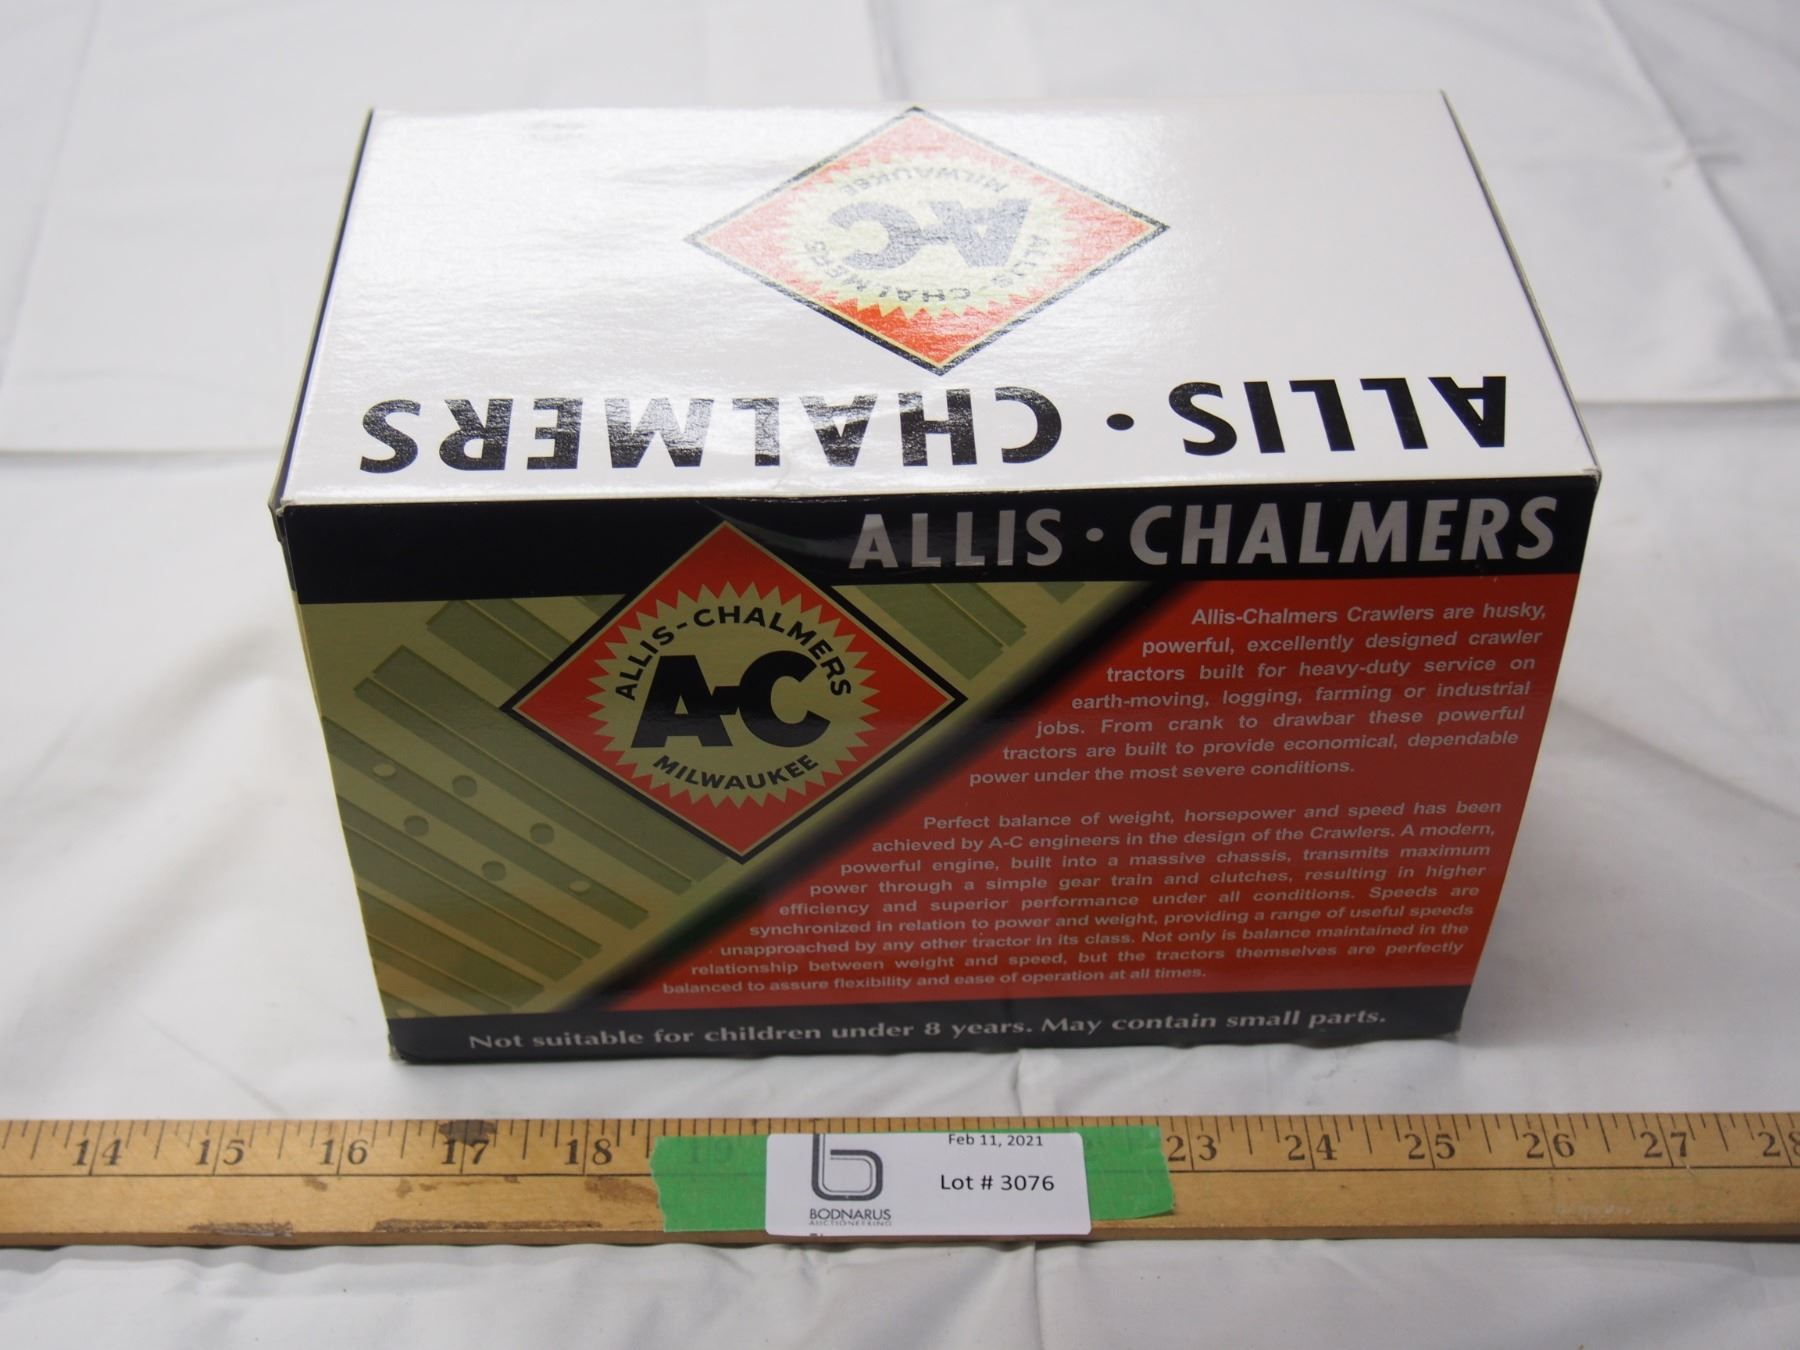 ALLIS-CHALMERS
A-C
MILWAUKEE
ALLIS · CHALMERS
ALLIS · CHALMERS
ALLIS-CHALMERS
A-C
MILWAUKEE
Allis-Chalmers Crawlers are husky,
powerful, excellently designed crawler
tractors built for heavy-duty service on
earth-moving, logging, farming or industrial
jobs. From crank to drawbar these powerful
tractors are built to provide economical, dependable
power under the most severe conditions.
Perfect balance of weight, horsepower and speed has been
achieved by A-C engineers in the design of the Crawlers. A modern,
powerful engine, built into a massive chassis, transmits maximum
power through a simple gear train and clutches, resulting in higher
efficiency and superior performance under all conditions. Speeds are
synchronized in relation to power and weight, providing a range of useful speeds
unapproached by any other tractor in its class. Not only is balance maintained in the
relationship between weight and speed, but the tractors themselves are perfectly
balanced to assure flexibility and ease of operation at all times.
Not suitable for children under 8 years. May contain small parts.
14 15 16 17 18 19 23 24 25 26 27 28
Feb 11, 2021
Lot # 3076
BODNARUS
AUCTIONEERING